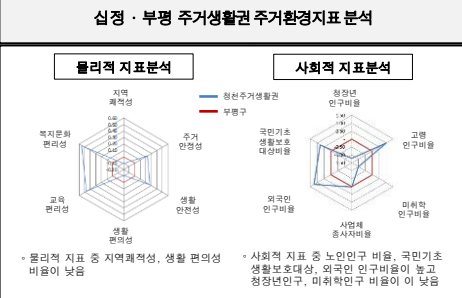 십정 · 부평 주거생활권 주거환경지표 분석
물리적 지표분석
사회적 지표분석
지역
쾌적성
주거
안정성
생활
안전성
생활
편의성
교육
편리성
복지문화
편리성
청천주거생활권
부평구
청장년
인구비율
고령
인구비율
미취학
인구비율
사업체
종사자비율
외국인
인구비율
국민기초
생활보호
대상비율
◦ 물리적 지표 중 지역쾌적성, 생활 편의성
비율이 낮음
◦ 사회적 지표 중 노인인구 비율, 국민기초
생활보호대상, 외국인 인구비율이 높고
청장년인구, 미취학인구 비율이 이 낮음